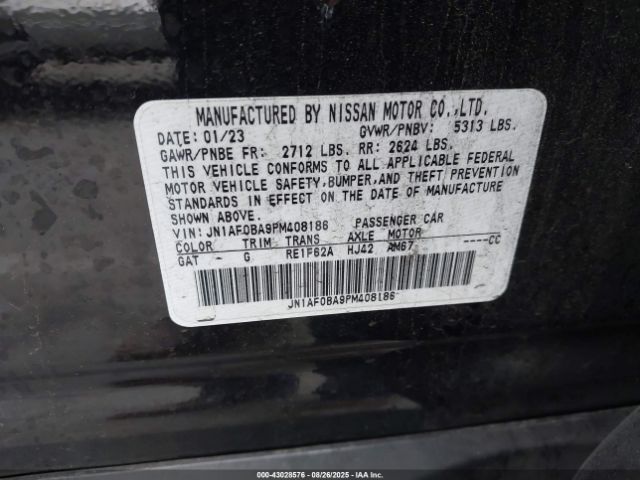 MANUFACTURED BY NISSAN MOTOR CO.,LTD.
DATE: 01/23 GVWR/PNBV: 5313 LBS.
GAWR/PNBE FR: 2712 LBS. RR: 2624 LBS.
THIS VEHICLE CONFORMS TO ALL APPLICABLE FEDERAL
MOTOR VEHICLE SAFETY,BUMPER,AND THEFT PREVENTION
STANDARDS IN EFFECT ON THE DATE OF MANUFACTURE
SHOWN ABOVE.
VIN: JN1AF0BA9PM408186 PASSENGER CAR
COLOR TRIM TRANS AXLE MOTOR
GAT - G RE1F62A HJ42 AM67 ----CC
JN1AF0BA9PM408186
000-43028576 | 08/26/2025 | IAA, Inc.